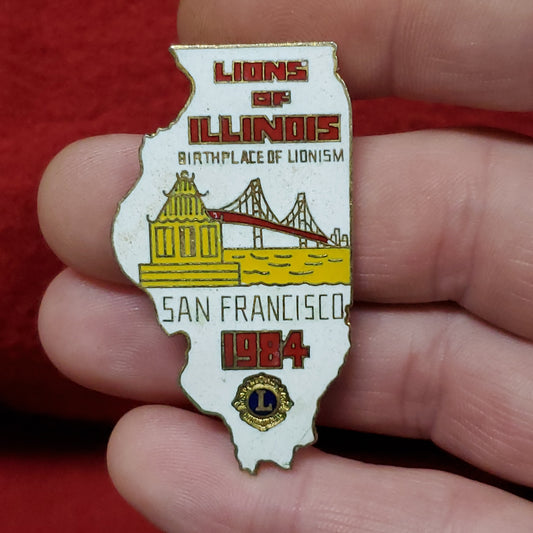 LIONS
OF
ILLINOIS
BIRTHPLACE OF LIONISM
SAN FRANCISCO
1984
L